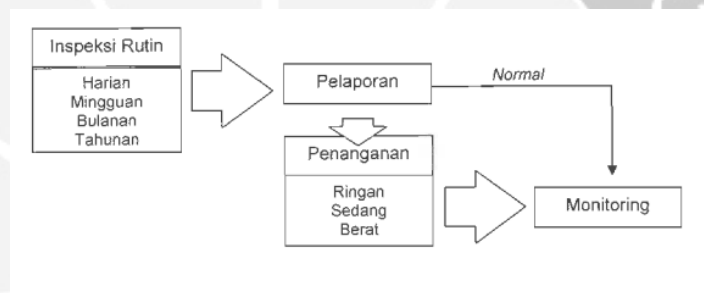 Inspeksi Rutin
Harian
Mingguan
Bulanan
Tahunan
Pelaporan
Normal
Penanganan
Ringan
Sedang
Berat
Monitoring